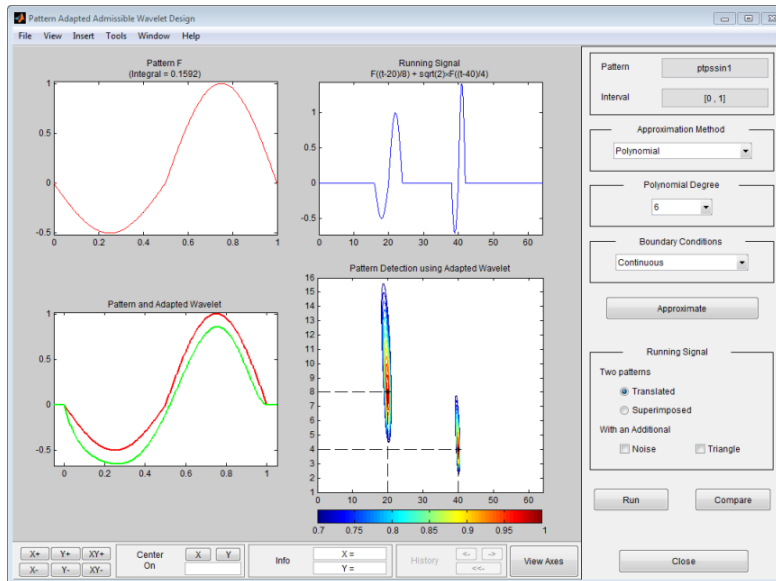 Pattern Adapted Admissible Wavelet Design
File View Insert Tools Window Help
Pattern F
(Integral = 0.1592)
1
0.5
0
-0.5
0 0.2 0.4 0.6 0.8 1
Running Signal
F((t-20)/8) + sqrt(2)×F((t-40)/4)
1
0.5
0
-0.5
0 10 20 30 40 50 60
Pattern and Adapted Wavelet
1
0.5
0
-0.5
0 0.2 0.4 0.6 0.8 1
Pattern Detection using Adapted Wavelet
16
15
14
13
12
11
10
9
8
7
6
5
4
3
2
1
0 10 20 30 40 50 60
0.7 0.75 0.8 0.85 0.9 0.95 1
Pattern ptpssin1
Interval [0 , 1]
Approximation Method
Polynomial
Polynomial Degree
6
Boundary Conditions
Continuous
Approximate
Running Signal
Two patterns
Translated
Superimposed
With an Additional
Noise Triangle
Run Compare
Close
X+ Y+ XY+
X- Y- XY-
Center
On
X Y
Info
X =
Y =
History
<- ->
<<-
View Axes